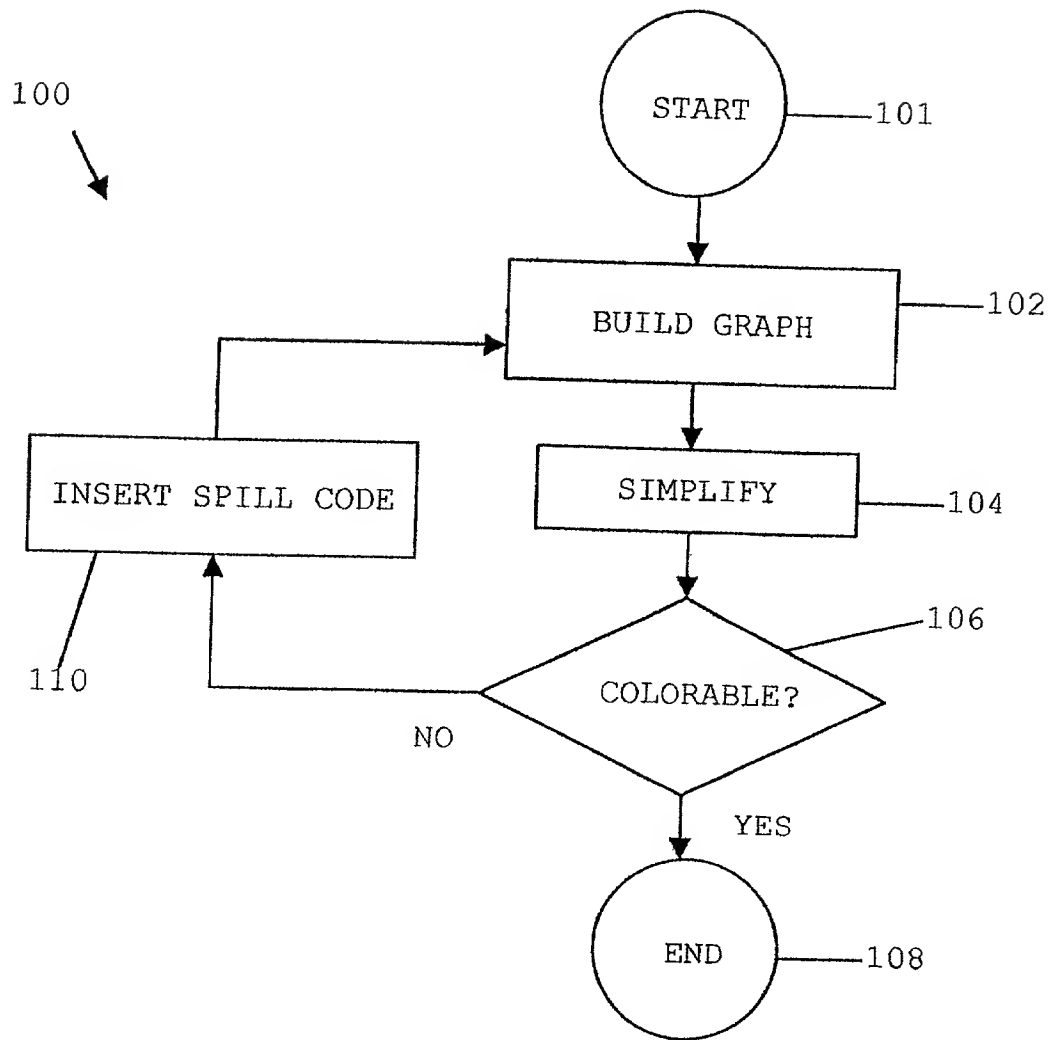 100
START
101
BUILD GRAPH
102
INSERT SPILL CODE
SIMPLIFY
104
106
110
COLORABLE?
NO
YES
END
108